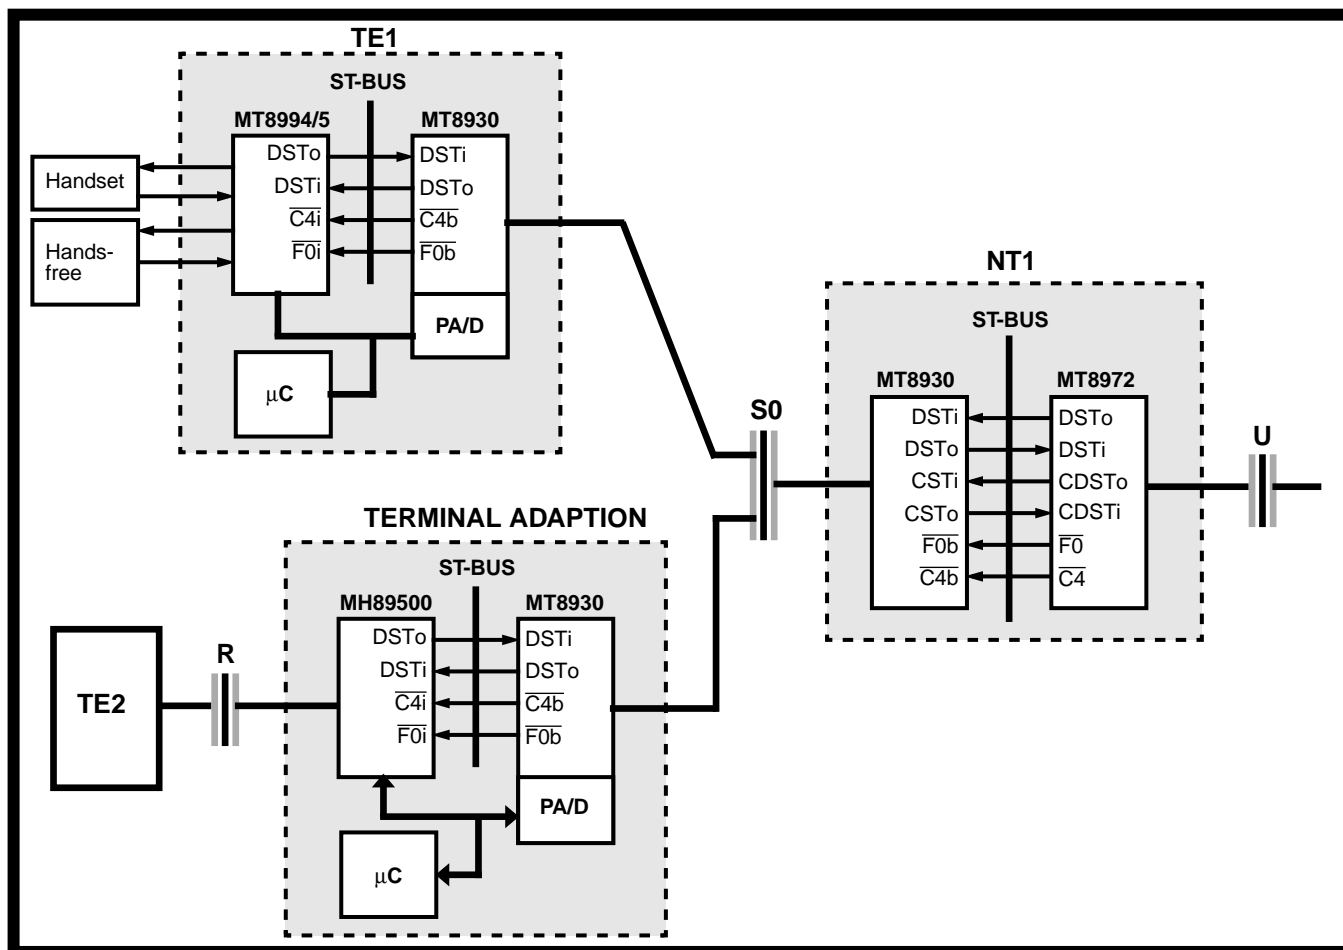 TE1
ST-BUS
MT8994/5
MT8930
DSTo
DSTi
C4i
F0i
DSTi
DSTo
C4b
F0b
PA/D
μC
Handset
Hands-
free
NT1
ST-BUS
MT8930
MT8972
DSTi
DSTo
CSTi
CSTo
F0b
C4b
DSTo
DSTi
CDSTo
CDSTi
F0
C4
S0
U
TERMINAL ADAPTION
ST-BUS
MH89500
MT8930
DSTo
DSTi
C4i
F0i
DSTi
DSTo
C4b
F0b
PA/D
μC
R
TE2